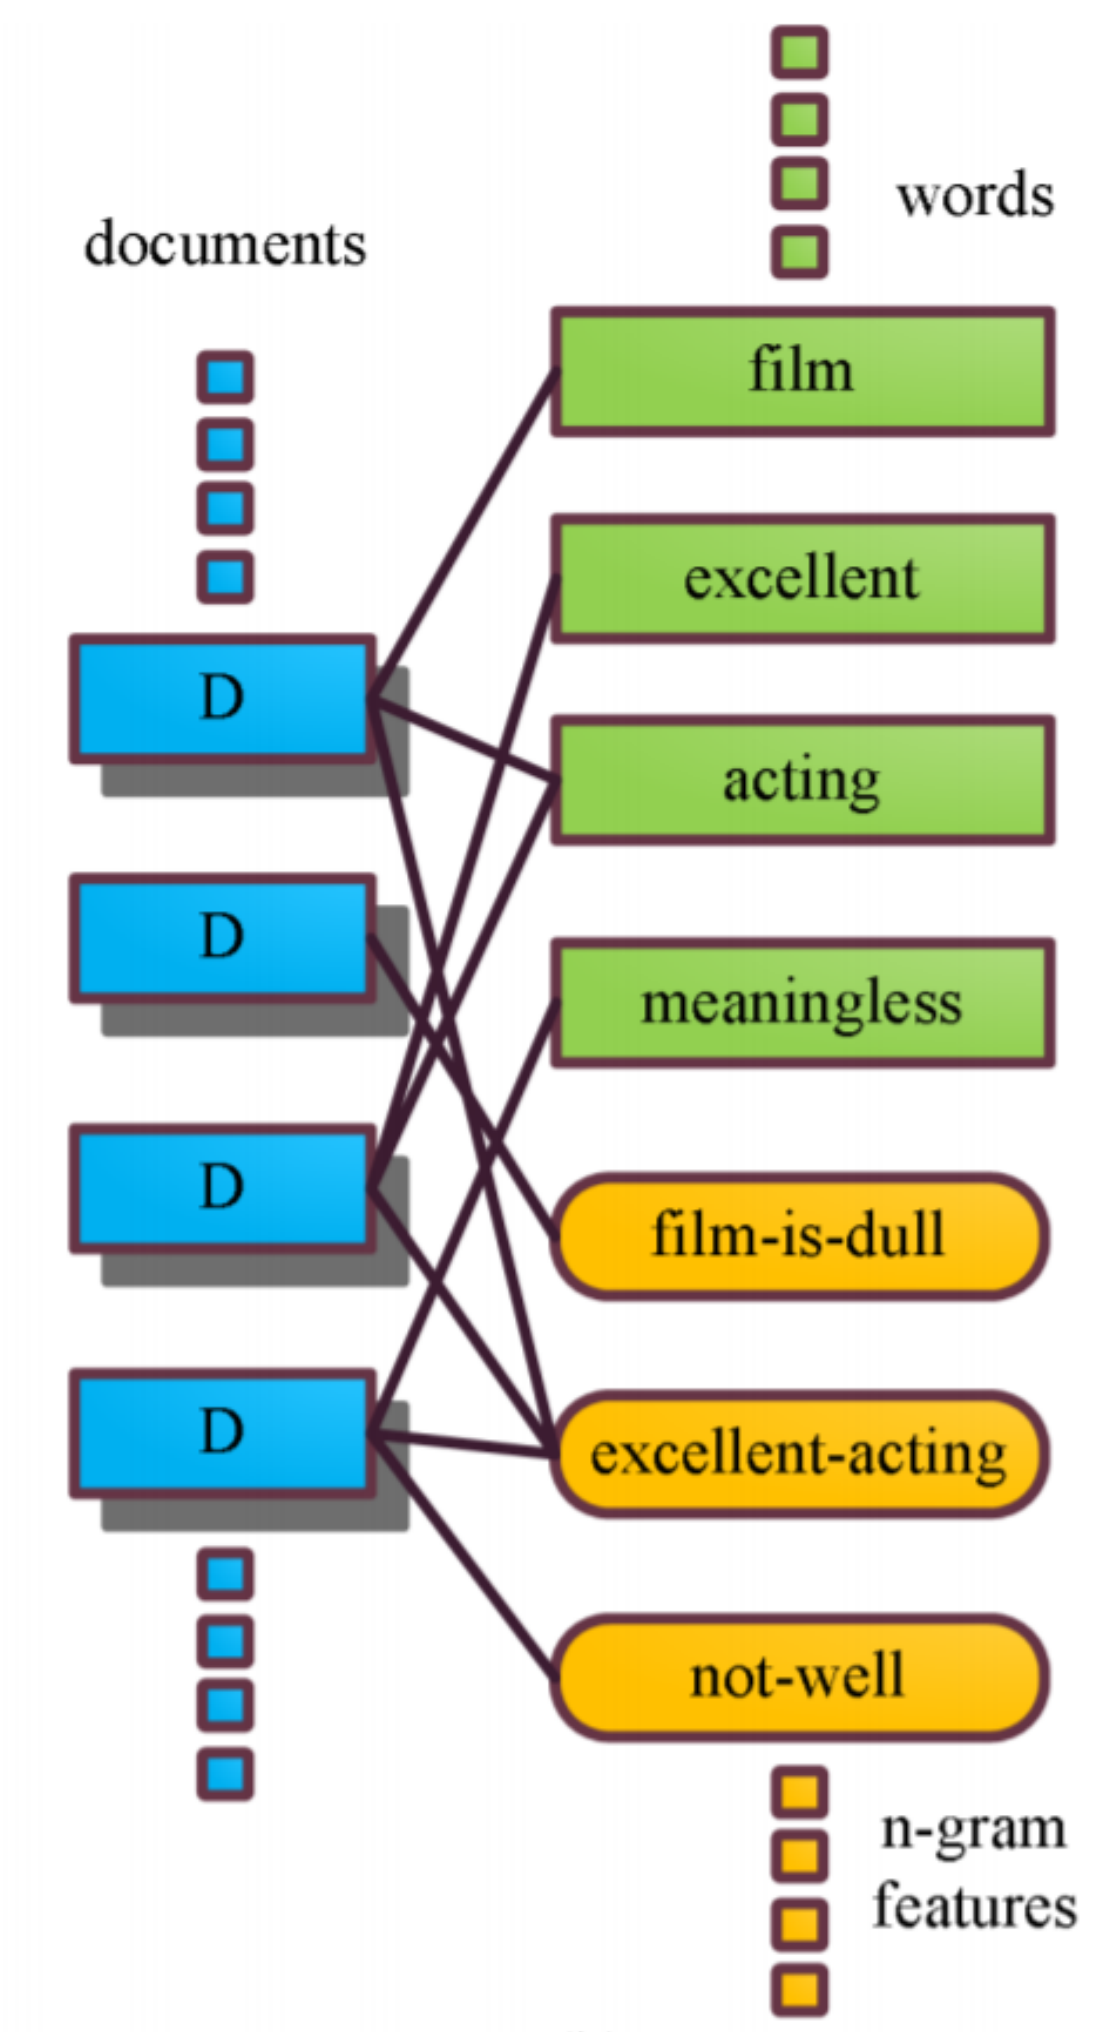 words
documents
film
excellent
D
acting
D
meaningless
D
film-is-dull
D
excellent-acting
not-well
n-gram
features